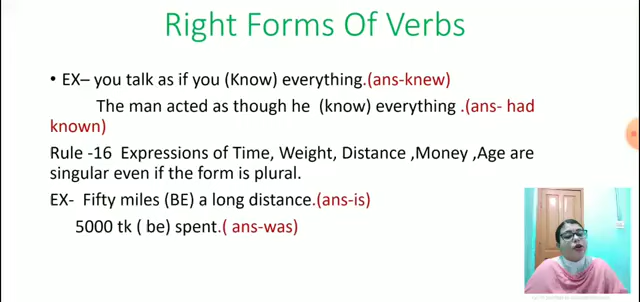 Right Forms Of Verbs
• EX– you talk as if you (Know) everything.(ans-knew)
The man acted as though he (know) everything .(ans- had
known)
Rule -16 Expressions of Time, Weight, Distance ,Money ,Age are
singular even if the form is plural.
EX- Fifty miles (BE) a long distance.(ans-is)
5000 tk ( be) spent.( ans-was)